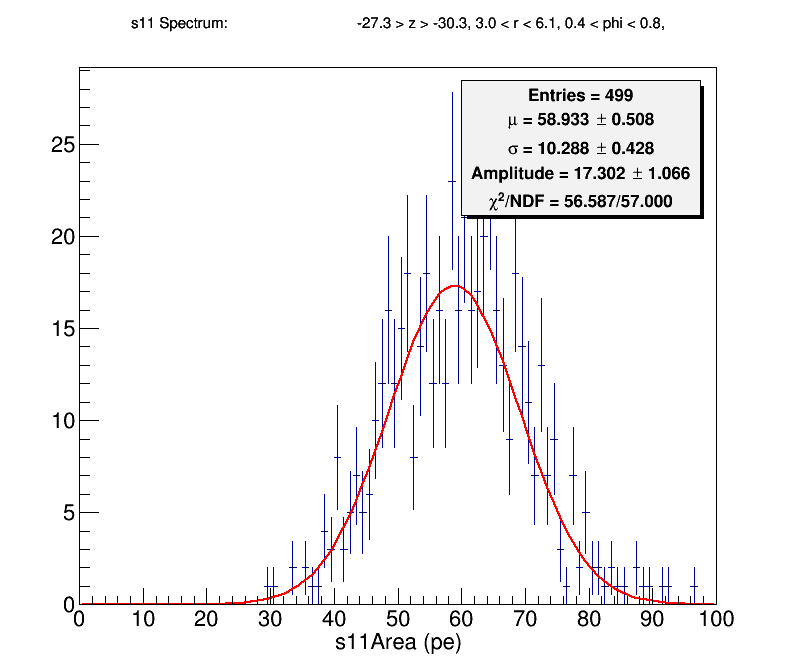 s11 Spectrum: -27.3 > z > -30.3, 3.0 < r < 6.1, 0.4 < phi < 0.8,
Entries = 499
μ = 58.933 ± 0.508
σ = 10.288 ± 0.428
Amplitude = 17.302 ± 1.066
χ²/NDF = 56.587/57.000
25
20
15
10
5
0
0 10 20 30 40 50 60 70 80 90 100
s11Area (pe)